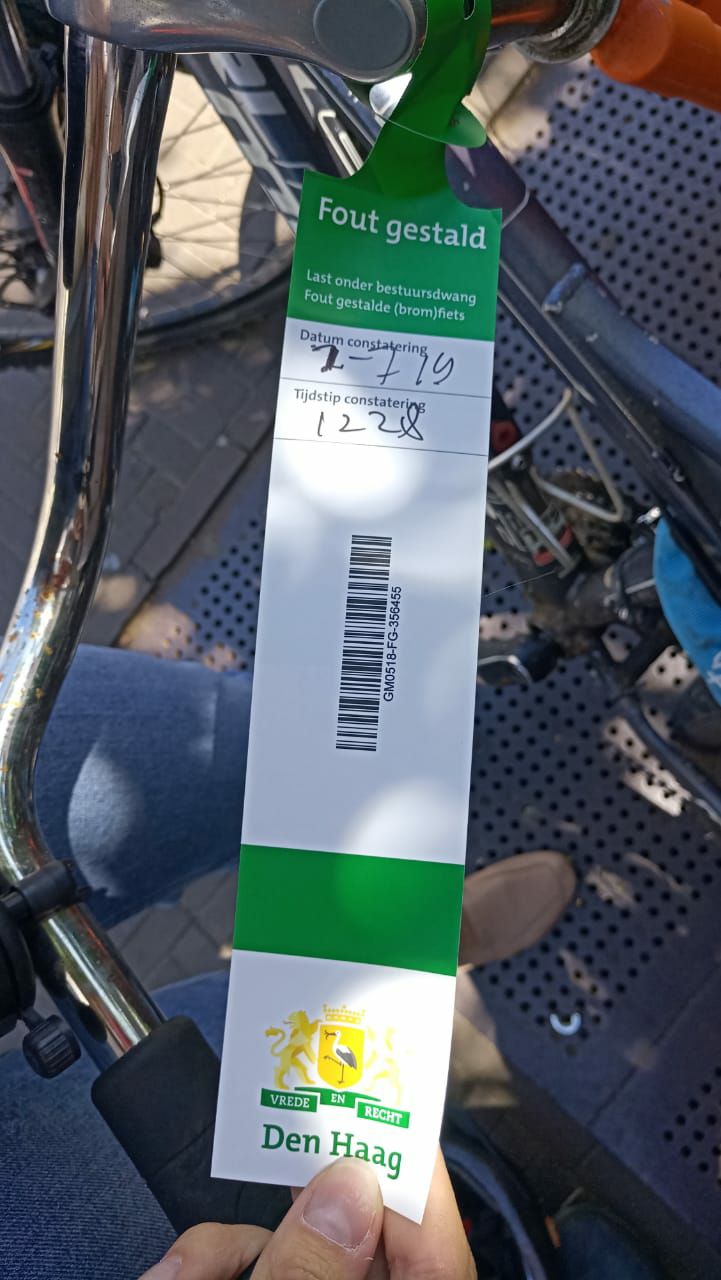 Fout gestald
Last onder bestuursdwang
Fout gestalde (brom)fiets
Datum constatering
2-7 19
Tijdstip constatering
1228
GM0518-FG-356455
VREDE EN RECHT
Den Haag